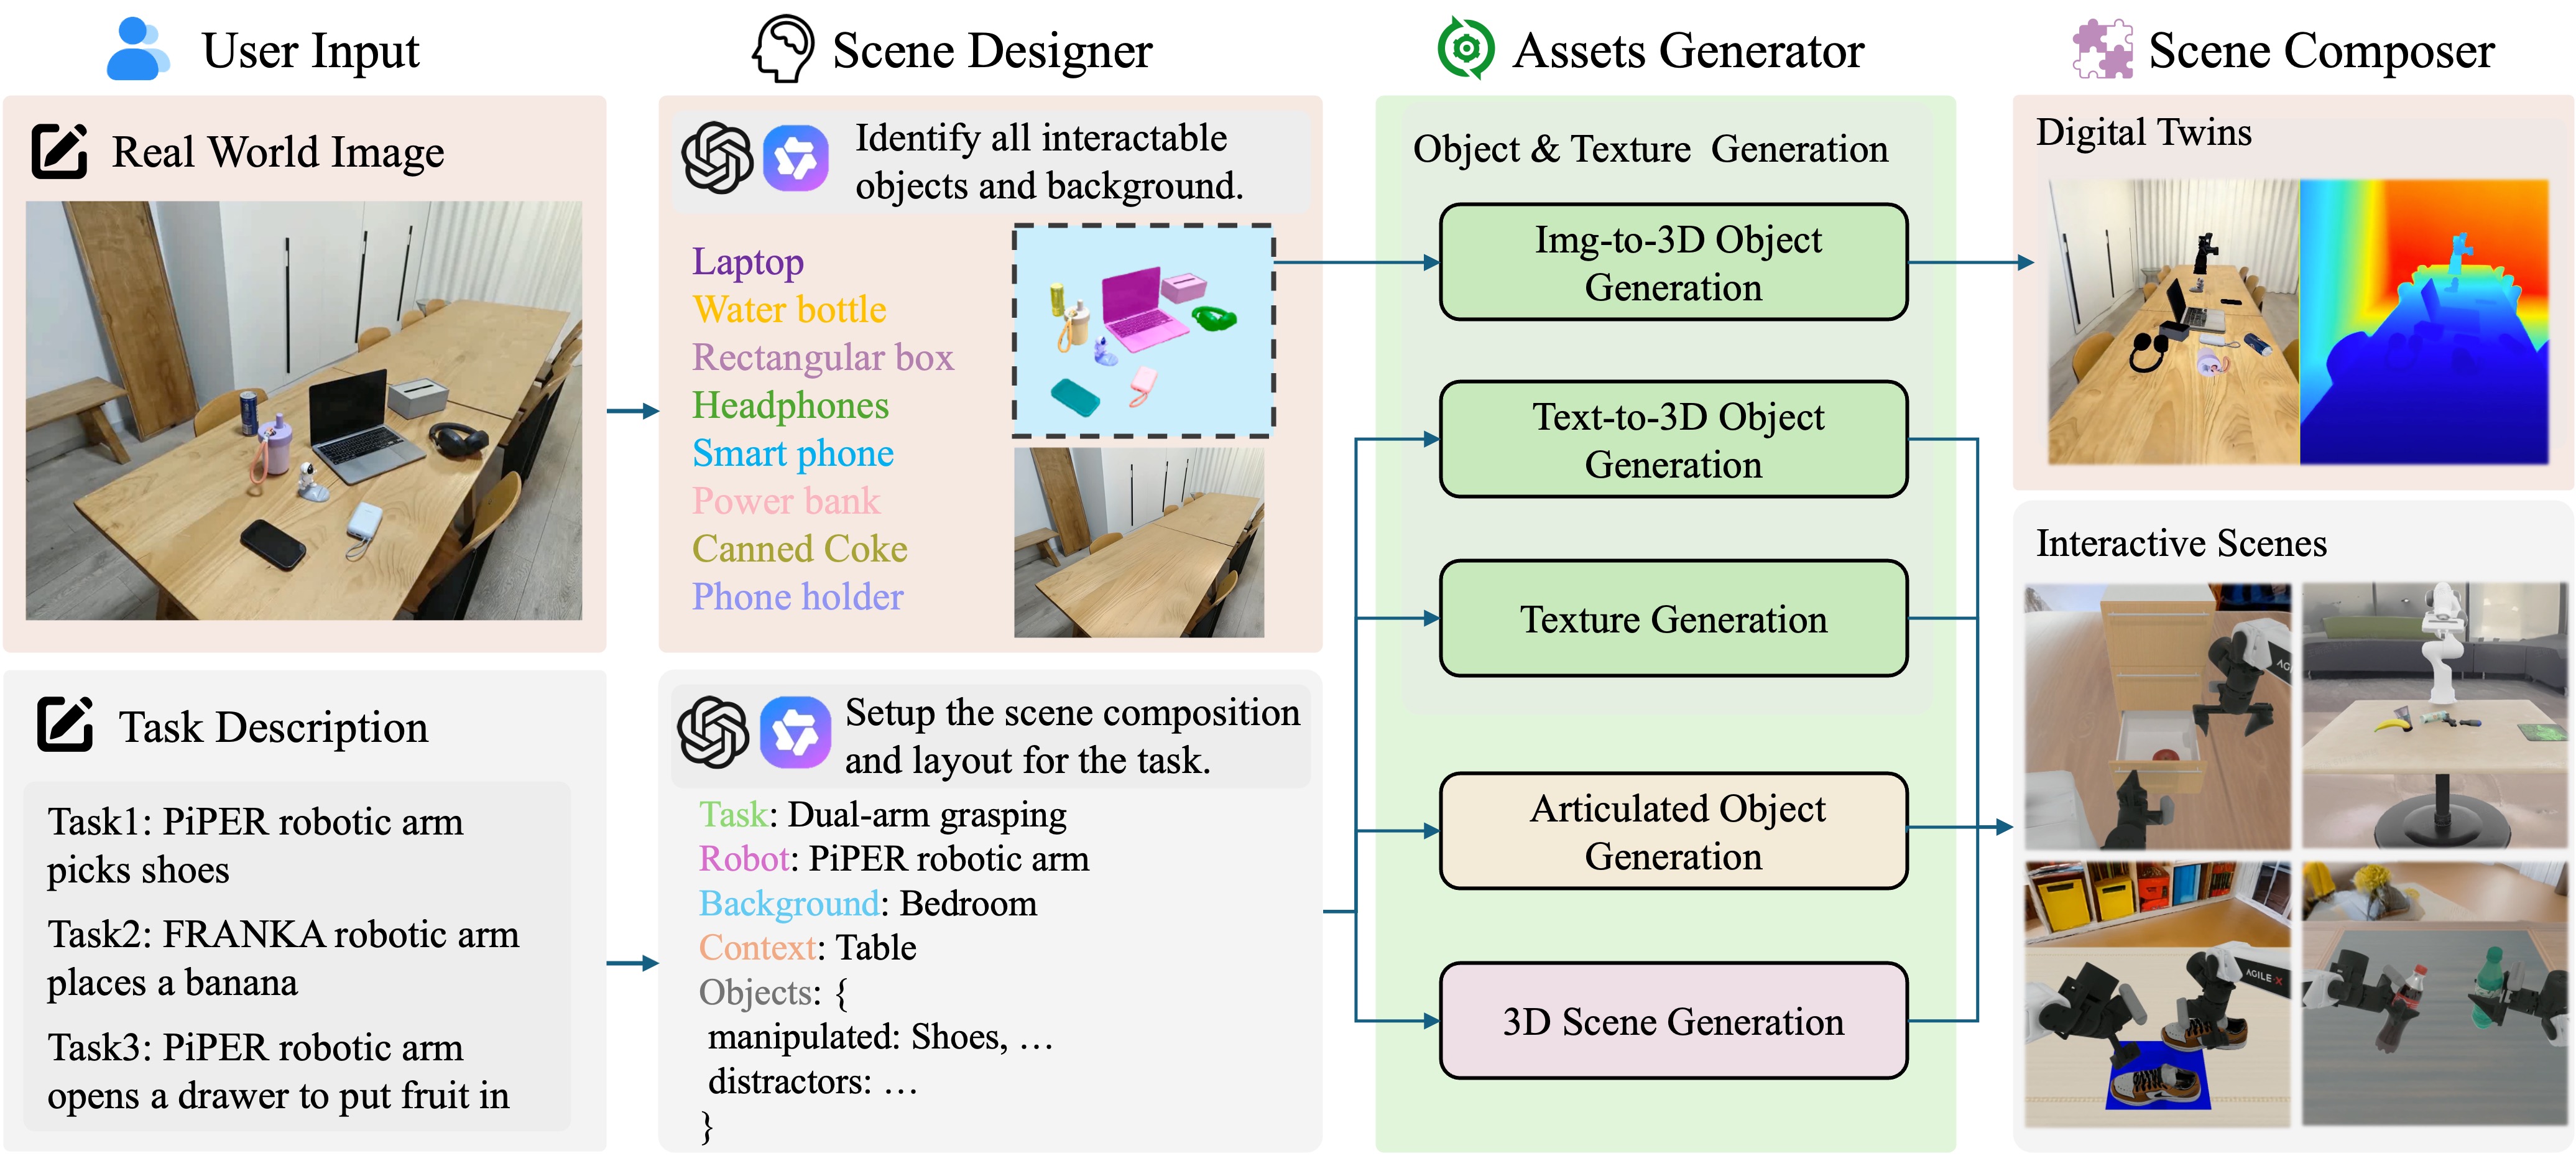 User Input
Scene Designer
Assets Generator
Scene Composer
Real World Image
Identify all interactable
objects and background.
Laptop
Water bottle
Rectangular box
Headphones
Smart phone
Power bank
Canned Coke
Phone holder
Task Description
Task1: PiPER robotic arm
picks shoes
Task2: FRANKA robotic arm
places a banana
Task3: PiPER robotic arm
opens a drawer to put fruit in
Setup the scene composition
and layout for the task.
Task: Dual-arm grasping
Robot: PiPER robotic arm
Background: Bedroom
Context: Table
Objects: {
manipulated: Shoes, …
distractors: …
}
Object & Texture Generation
Img-to-3D Object
Generation
Text-to-3D Object
Generation
Texture Generation
Articulated Object
Generation
3D Scene Generation
Digital Twins
Interactive Scenes
AGILE X